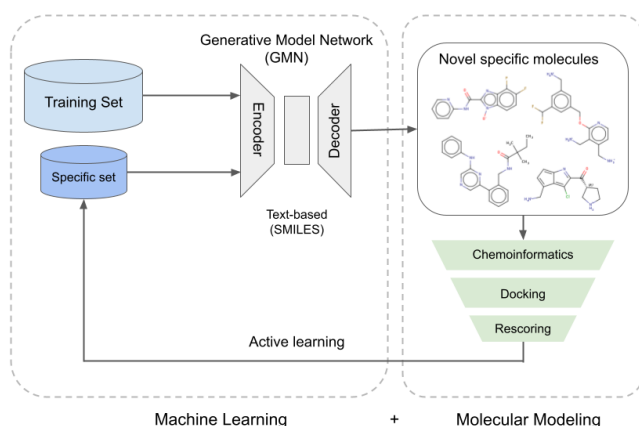 Generative Model Network
(GMN)
Novel specific molecules
Training Set
Encoder
Decoder
Specific set
Text-based
(SMILES)
Chemoinformatics
Docking
Rescoring
Active learning
Machine Learning + Molecular Modeling